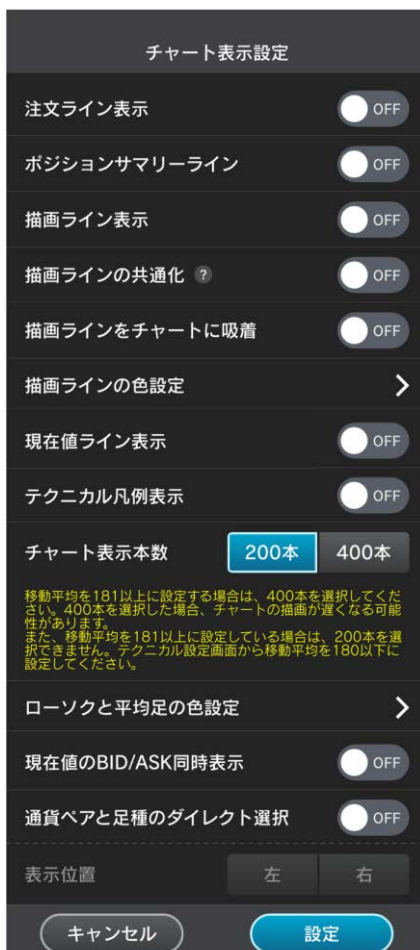 チャート表示設定
注文ライン表示 OFF
ポジションサマリーライン OFF
描画ライン表示 OFF
描画ラインの共通化 ? OFF
描画ラインをチャートに吸着 OFF
描画ラインの色設定
現在値ライン表示 OFF
テクニカル凡例表示 OFF
チャート表示本数 200本 400本
移動平均を181以上に設定する場合は、400本を選択してくだ
さい。400本を選択した場合、チャートの描画が遅くなる可能
性があります。
また、移動平均を181以上に設定している場合は、200本を選
択できません。テクニカル設定画面から移動平均を180以下に
設定してください。
ローソクと平均足の色設定
現在値のBID/ASK同時表示 OFF
通貨ペアと足種のダイレクト選択 OFF
表示位置 左 右
キャンセル 設定